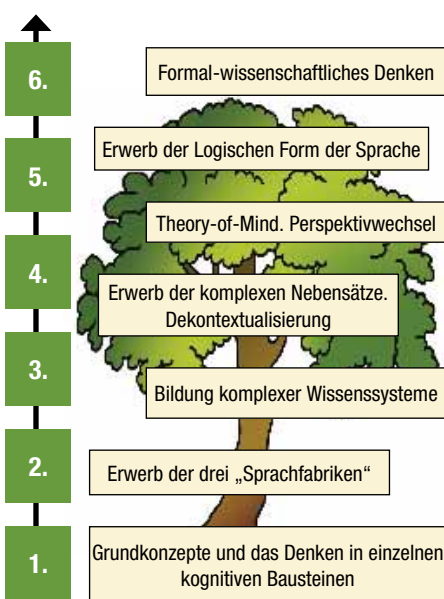 6.
Formal-wissenschaftliches Denken
5.
Erwerb der Logischen Form der Sprache
Theory-of-Mind. Perspektivwechsel
4.
Erwerb der komplexen Nebensätze.
Dekontextualisierung
3.
Bildung komplexer Wissenssysteme
2.
Erwerb der drei „Sprachfabriken“
1.
Grundkonzepte und das Denken in einzelnen
kognitiven Bausteinen